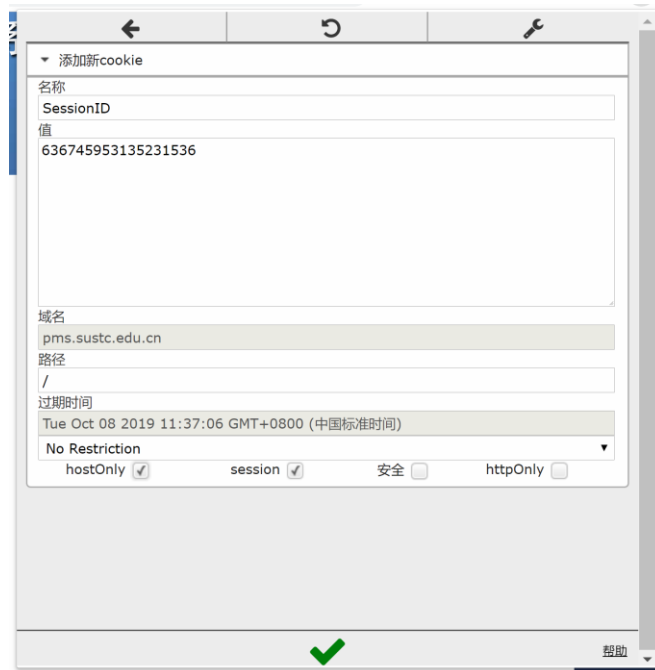 添加新cookie
名称
SessionID
值
636745953135231536
域名
pms.sustc.edu.cn
路径
/
过期时间
Tue Oct 08 2019 11:37:06 GMT+0800 (中国标准时间)
No Restriction
hostOnly session 安全 httpOnly
帮助